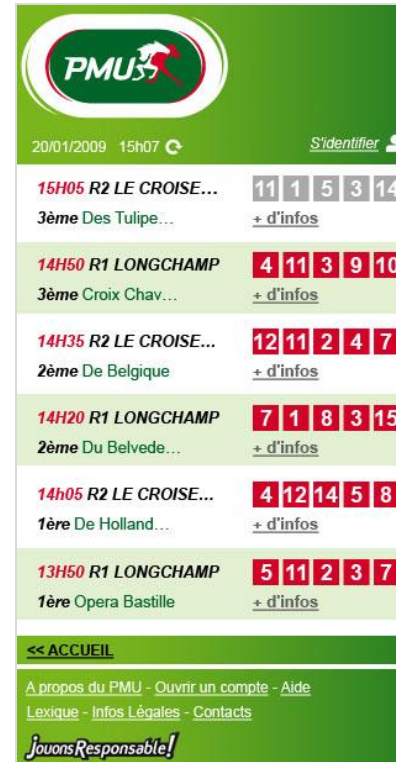 PMU
20/01/2009 15h07 S'identifier
15H05 R2 LE CROISE... 11 1 5 3 14
3ème Des Tulipe... + d'infos
14H50 R1 LONGCHAMP 4 11 3 9 10
3ème Croix Chav... + d'infos
14H35 R2 LE CROISE... 12 11 2 4 7
2ème De Belgique + d'infos
14H20 R1 LONGCHAMP 7 1 8 3 15
2ème Du Belvede... + d'infos
14h05 R2 LE CROISE... 4 12 14 5 8
1ère De Holland... + d'infos
13H50 R1 LONGCHAMP 5 11 2 3 7
1ère Opera Bastille + d'infos
<< ACCUEIL
A propos du PMU - Ouvrir un compte - Aide
Lexique - Infos Légales - Contacts
jouonsResponsable!